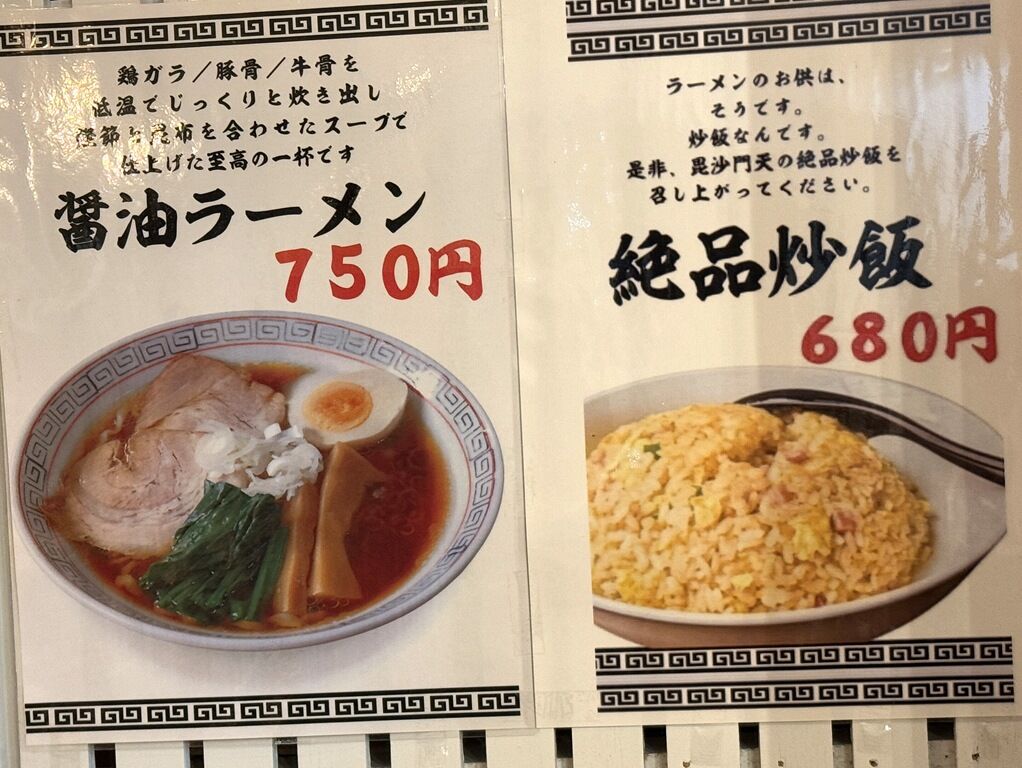 鶏ガラ／豚骨／牛骨を
低温でじっくりと炊き出し
節と昆布を合わせたスープで
仕上げた至高の一杯です
醤油ラーメン
750円
ラーメンのお供は、
そうです。
炒飯なんです。
是非、毘沙門天の絶品炒飯を
召し上がってください。
絶品炒飯
680円